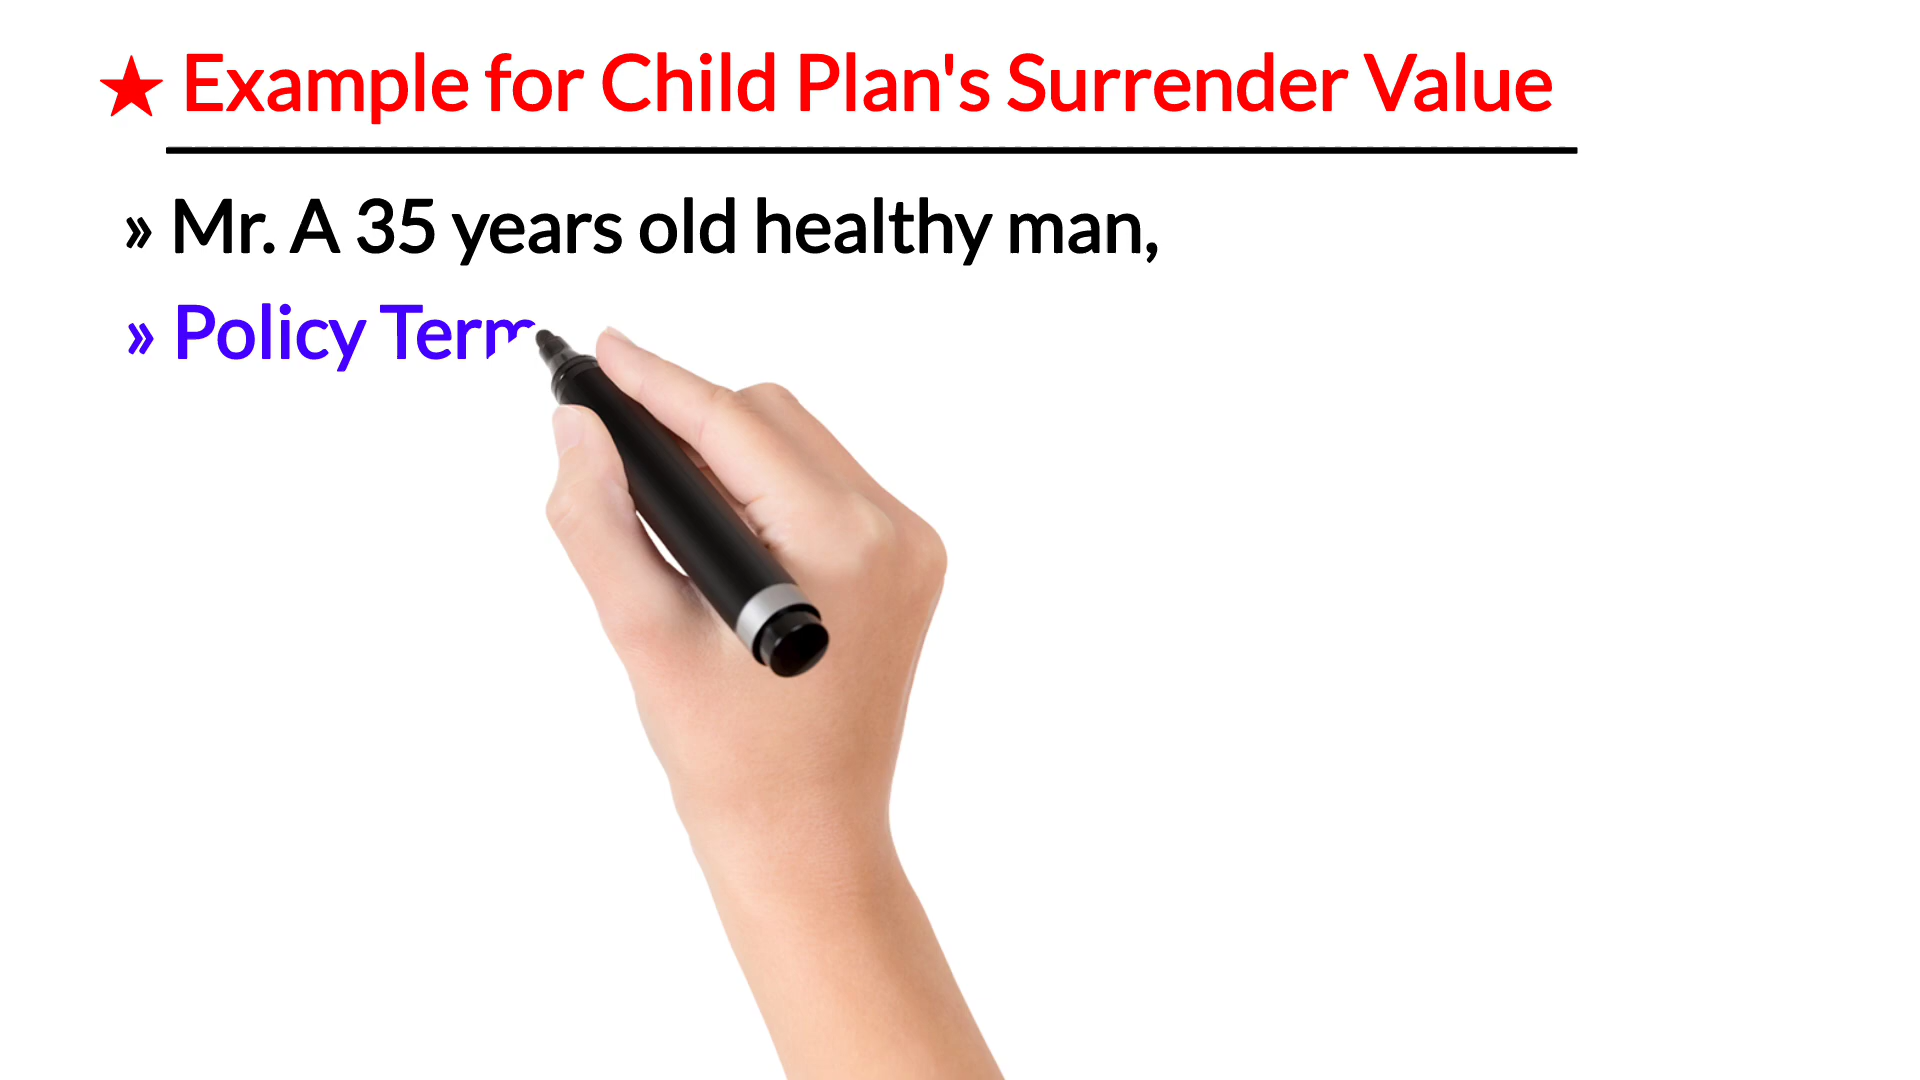 ★ Example for Child Plan's Surrender Value
» Mr. A 35 years old healthy man,
» Policy Term